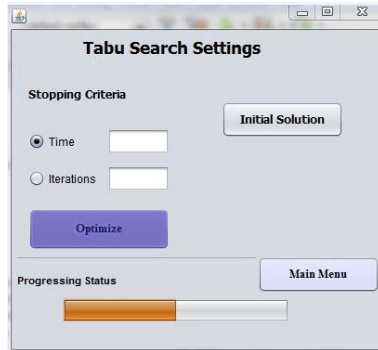 Tabu Search Settings
Stopping Criteria
Initial Solution
Time
Iterations
Optimize
Main Menu
Progressing Status